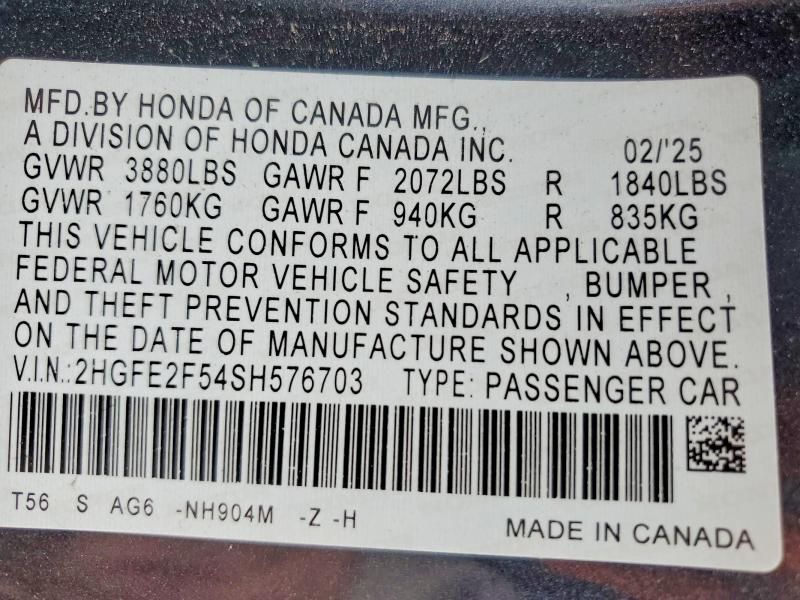 MFD.BY HONDA OF CANADA MFG.,
A DIVISION OF HONDA CANADA INC. 02/'25
GVWR 3880LBS GAWR F 2072LBS R 1840LBS
GVWR 1760KG GAWR F 940KG R 835KG
THIS VEHICLE CONFORMS TO ALL APPLICABLE
FEDERAL MOTOR VEHICLE SAFETY , BUMPER ,
AND THEFT PREVENTION STANDARDS IN EFFECT
ON THE DATE OF MANUFACTURE SHOWN ABOVE.
V.I.N.:2HGFE2F54SH576703 TYPE: PASSENGER CAR
T56 S AG6 -NH904M -Z -H
MADE IN CANADA